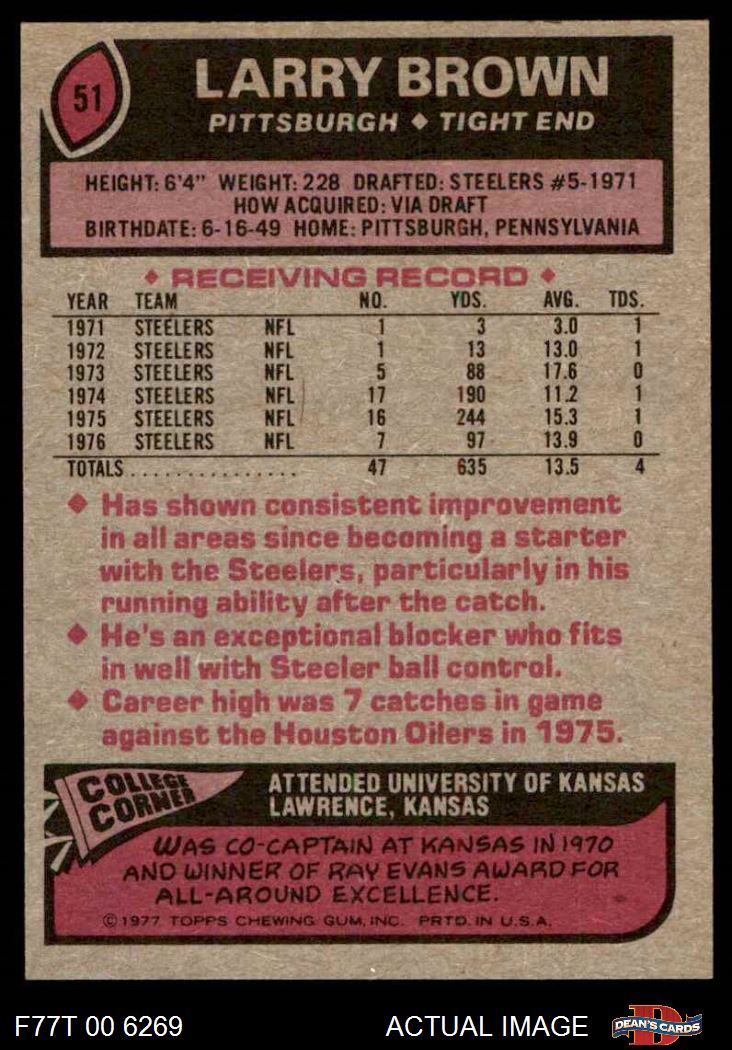 51
LARRY BROWN
PITTSBURGH ♦ TIGHT END
HEIGHT: 6'4" WEIGHT: 228 DRAFTED: STEELERS #5-1971
HOW ACQUIRED: VIA DRAFT
BIRTHDATE: 6-16-49 HOME: PITTSBURGH, PENNSYLVANIA
♦ RECEIVING RECORD ♦
YEAR TEAM NO. YDS. AVG. TDS.
1971 STEELERS NFL 1 3 3.0 1
1972 STEELERS NFL 1 13 13.0 1
1973 STEELERS NFL 5 88 17.6 0
1974 STEELERS NFL 17 190 11.2 1
1975 STEELERS NFL 16 244 15.3 1
1976 STEELERS NFL 7 97 13.9 0
TOTALS................ 47 635 13.5 4
♦ Has shown consistent improvement
in all areas since becoming a starter
with the Steelers, particularly in his
running ability after the catch.
♦ He's an exceptional blocker who fits
in well with Steeler ball control.
♦ Career high was 7 catches in game
against the Houston Oilers in 1975.
COLLEGE
CORNER
ATTENDED UNIVERSITY OF KANSAS
LAWRENCE, KANSAS
WAS CO-CAPTAIN AT KANSAS IN 1970
AND WINNER OF RAY EVANS AWARD FOR
ALL-AROUND EXCELLENCE.
© 1977 TOPPS CHEWING GUM, INC. PRTD. IN U.S.A.
F77T 00 6269 ACTUAL IMAGE
D
DEAN'S CARDS